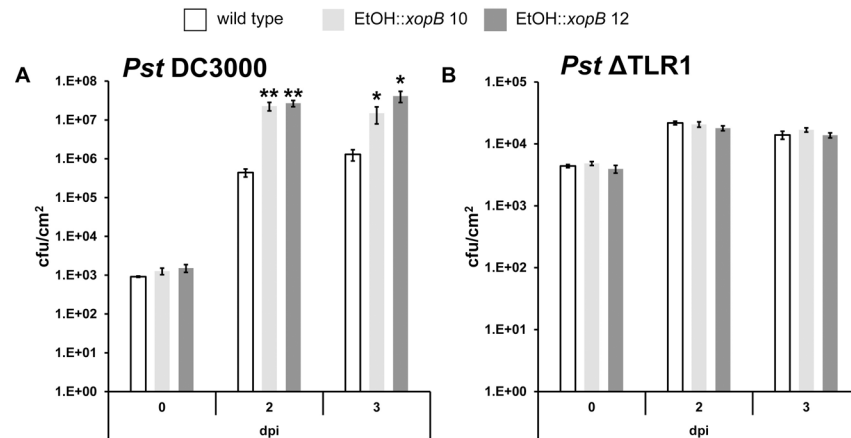 wild type EtOH::xopB 10 EtOH::xopB 12
A Pst DC3000
1.E+08
1.E+07
1.E+06
1.E+05
1.E+04
1.E+03
1.E+02
1.E+01
1.E+00
cfu/cm²
** ** * *
0 2 3
dpi
B Pst ΔTLR1
1.E+05
1.E+04
1.E+03
1.E+02
1.E+01
1.E+00
cfu/cm²
0 2 3
dpi